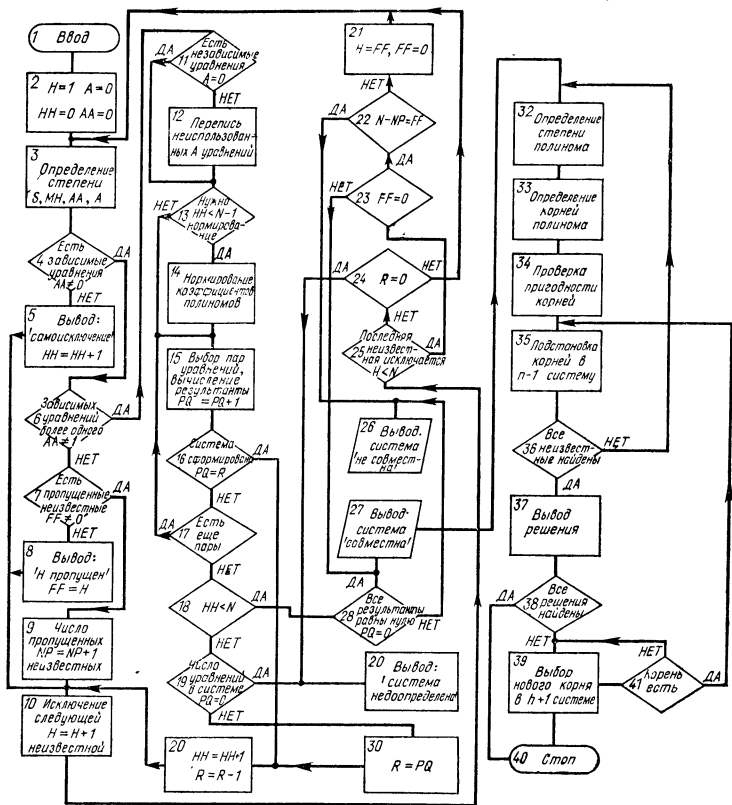 1 Ввод
2 H=1 A=0
HH=0 AA=0
3 Определение
степени
S, MH, AA, A
Есть
4 зависимые
уравнения
AA≠0
ДА
НЕТ
5 Вывод:
'самоисключение'
HH=HH+1
Зависимых
6 уравнений
более одного
AA≠1
ДА
НЕТ
Есть
7 пропущенные
неизвестные
FF≠0
ДА
НЕТ
8 Вывод:
'H пропущен'
FF=H
9 Число
пропущенных
NP=NP+1
неизвестных
10 Исключение
следующей
H=H+1
неизвестной
Есть
11 независимые
уравнения
A=0
ДА
НЕТ
12 Перепись
неиспользован-
ных А уравнений
Нужно
13 HH<N-1
нормирова-
ние
НЕТ
ДА
14 Нормирование
коэффициентов
полиномов
15 Выбор пар
уравнений,
вычисление
результанты
PQ=PQ+1
Система
16 сформирована
PQ=R
ДА
НЕТ
17 Есть
еще
пары
ДА
НЕТ
18 HH<N
ДА
НЕТ
Число
19 уравнений
в системе
PQ=0
ДА
НЕТ
20 HH=HH+1
R=R-1
30 R=PQ
20 Вывод:
'система
недоопределена'
21 H=FF, FF=0
НЕТ
22 N-NP=FF
ДА
ДА
23 FF=0
НЕТ
24 R=0
ДА
НЕТ
НЕТ
Последняя
25 неизвестная
исключается
H<N
ДА
26 Вывод:
система
'не совмест-
на'
27 Вывод:
система
'совместна'
ДА
Все
28 результанты
равны нулю
PQ=0
НЕТ
32 Определение
степени
полинома
33 Определение
корней
полинома
34 Проверка
пригодности
корней
35 Подстановка
корней в
n-1 систему
Все
36 неизвест-
ные найдены
НЕТ
ДА
37 Вывод
решения
Все
38 решения
найдены
ДА
НЕТ
39 Выбор
нового корня
в h+1 системе
НЕТ
Корень
41 есть
ДА
40 Стоп